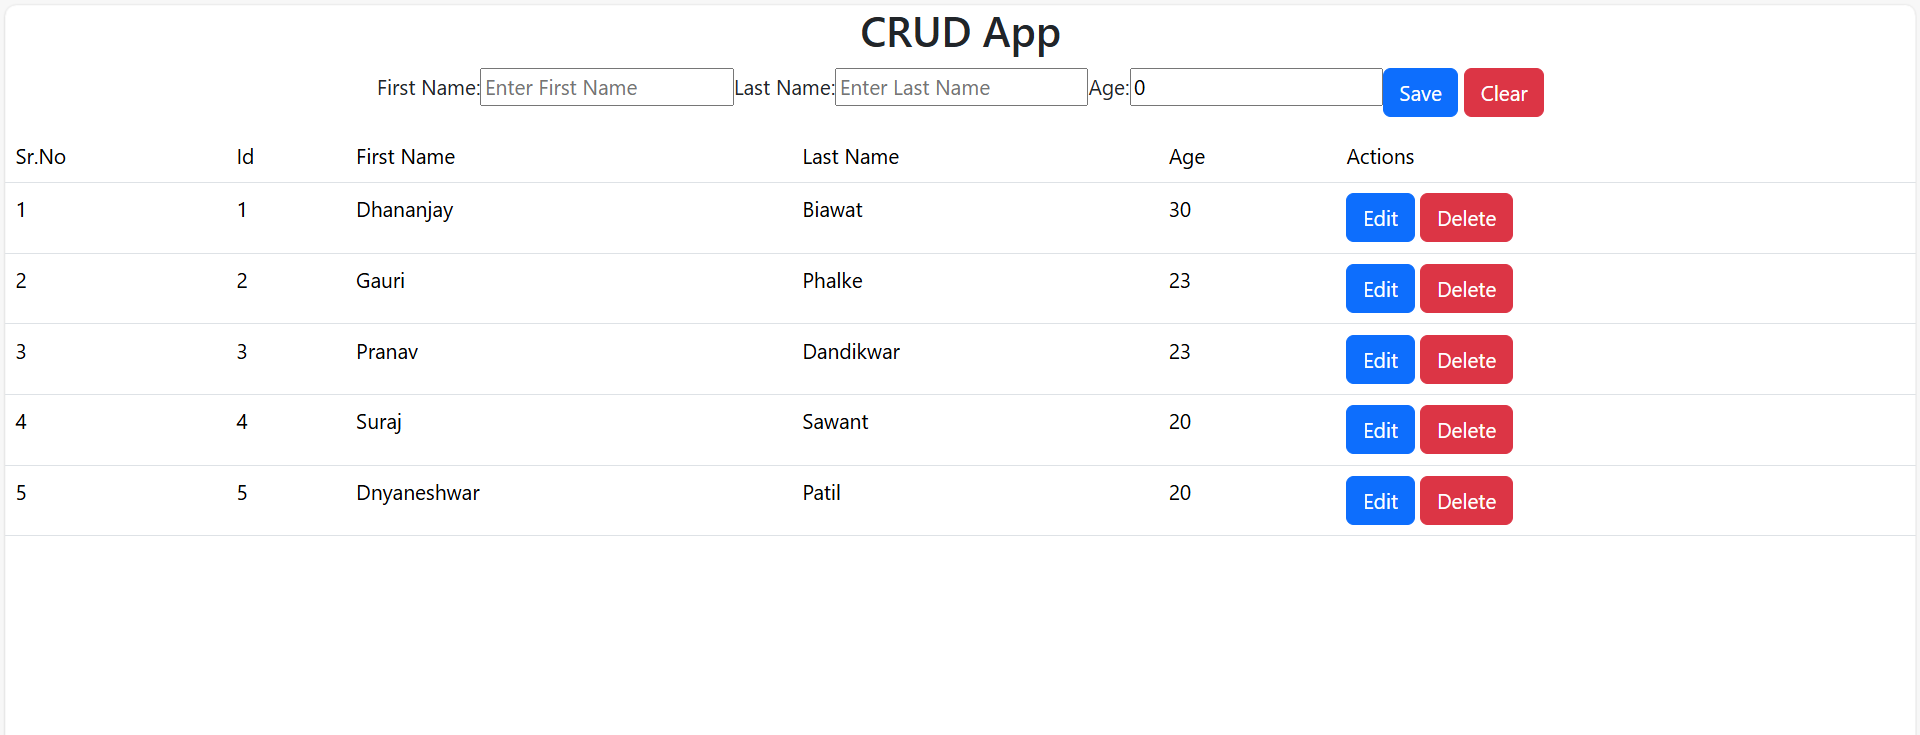 CRUD App
First Name: Enter First Name Last Name: Enter Last Name Age: 0 Save Clear
Sr.No Id First Name Last Name Age Actions
1 1 Dhananjay Biawat 30 Edit Delete
2 2 Gauri Phalke 23 Edit Delete
3 3 Pranav Dandikwar 23 Edit Delete
4 4 Suraj Sawant 20 Edit Delete
5 5 Dnyaneshwar Patil 20 Edit Delete